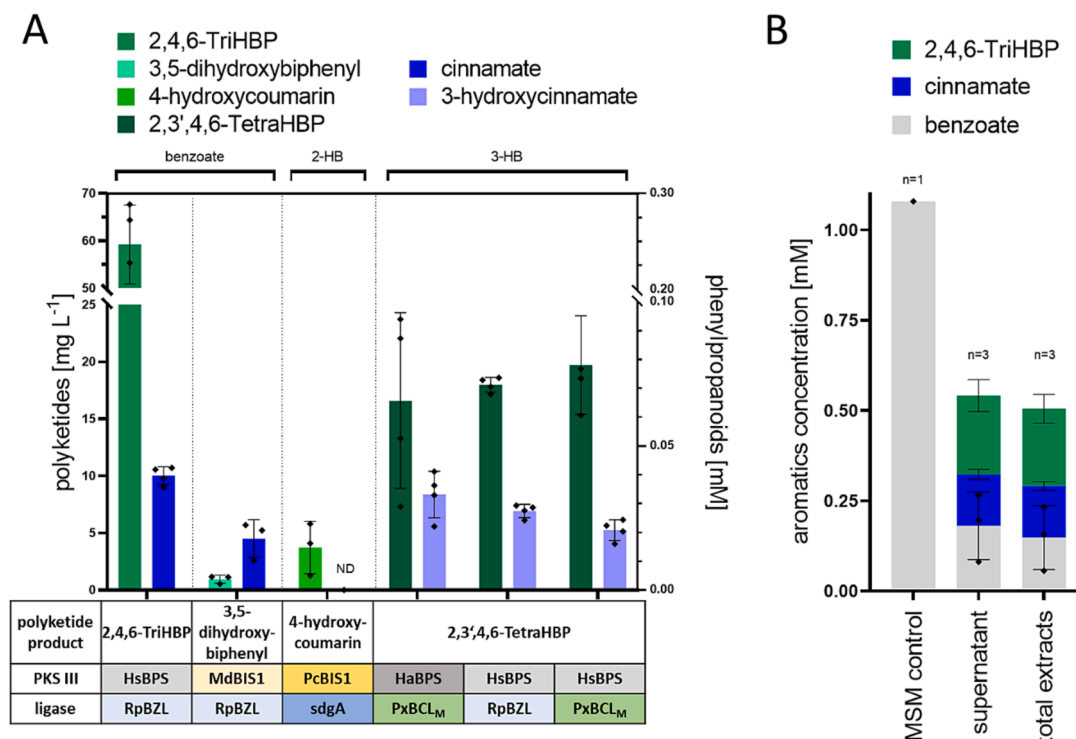 A
2,4,6-TriHBP
3,5-dihydroxybiphenyl
4-hydroxycoumarin
2,3',4,6-TetraHBP
cinnamate
3-hydroxycinnamate
benzoate
2-HB
3-HB
70
60
50
25
20
15
10
5
0
polyketides [mg L⁻¹]
ND
0.30
0.20
0.10
0.05
0.00
phenylpropanoids [mM]
polyketide product
2,4,6-TriHBP
3,5-dihydroxy-biphenyl
4-hydroxy-coumarin
2,3‘,4,6-TetraHBP
PKS III
HsBPS
MdBIS1
PcBIS1
HaBPS
HsBPS
HsBPS
ligase
RpBZL
RpBZL
sdgA
PxBCL_M
RpBZL
PxBCL_M
B
2,4,6-TriHBP
cinnamate
benzoate
n=1
n=3
n=3
1.00
0.75
0.50
0.25
0.00
aromatics concentration [mM]
MSM control
supernatant
total extracts